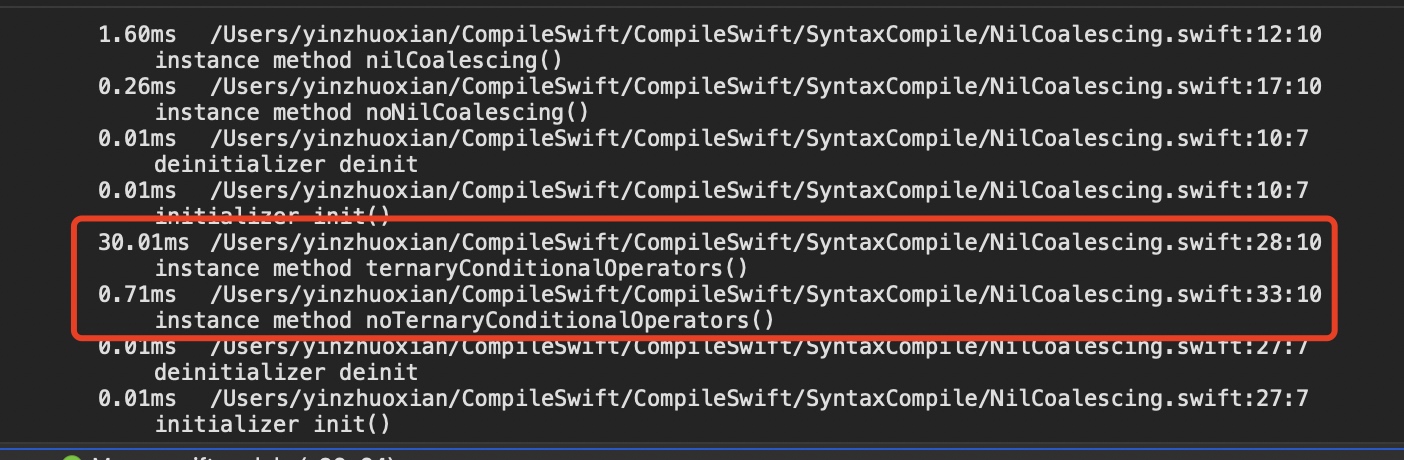 1.60ms /Users/yinzhuoxian/CompileSwift/CompileSwift/SyntaxCompile/NilCoalescing.swift:12:10
instance method nilCoalescing()
0.26ms /Users/yinzhuoxian/CompileSwift/CompileSwift/SyntaxCompile/NilCoalescing.swift:17:10
instance method noNilCoalescing()
0.01ms /Users/yinzhuoxian/CompileSwift/CompileSwift/SyntaxCompile/NilCoalescing.swift:10:7
deinitializer deinit
0.01ms /Users/yinzhuoxian/CompileSwift/CompileSwift/SyntaxCompile/NilCoalescing.swift:10:7
initializer init()
30.01ms /Users/yinzhuoxian/CompileSwift/CompileSwift/SyntaxCompile/NilCoalescing.swift:28:10
instance method ternaryConditionalOperators()
0.71ms /Users/yinzhuoxian/CompileSwift/CompileSwift/SyntaxCompile/NilCoalescing.swift:33:10
instance method noTernaryConditionalOperators()
0.01ms /Users/yinzhuoxian/CompileSwift/CompileSwift/SyntaxCompile/NilCoalescing.swift:27:7
deinitializer deinit
0.01ms /Users/yinzhuoxian/CompileSwift/CompileSwift/SyntaxCompile/NilCoalescing.swift:27:7
initializer init()